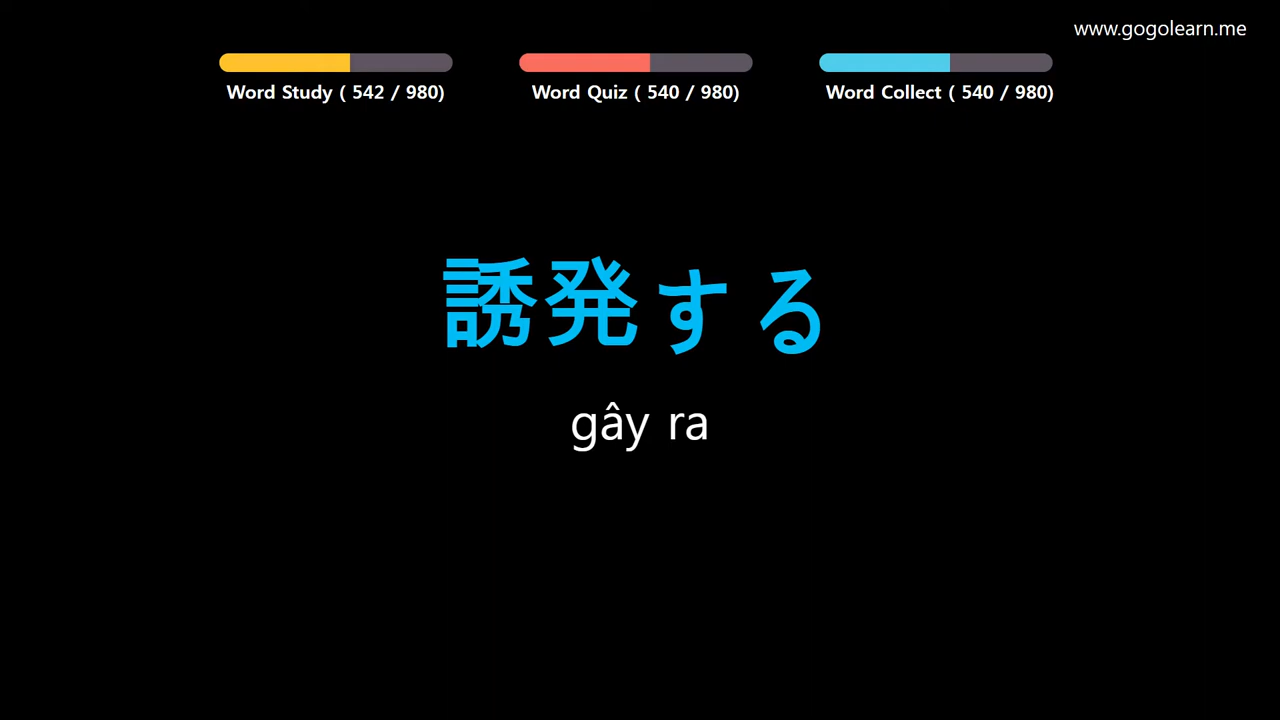 www.gogolearn.me
Word Study ( 542 / 980)
Word Quiz ( 540 / 980)
Word Collect ( 540 / 980)
誘発する
gây ra